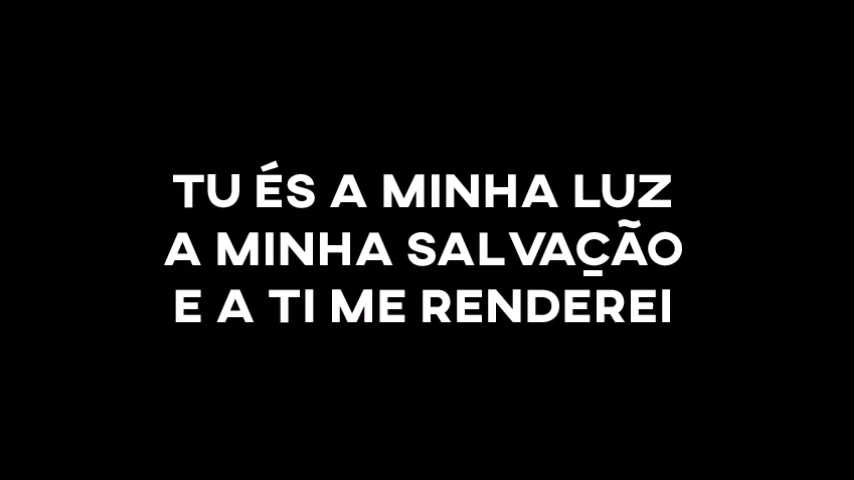 TU ÉS A MINHA LUZ
A MINHA SALVAÇÃO
E A TI ME RENDEREI